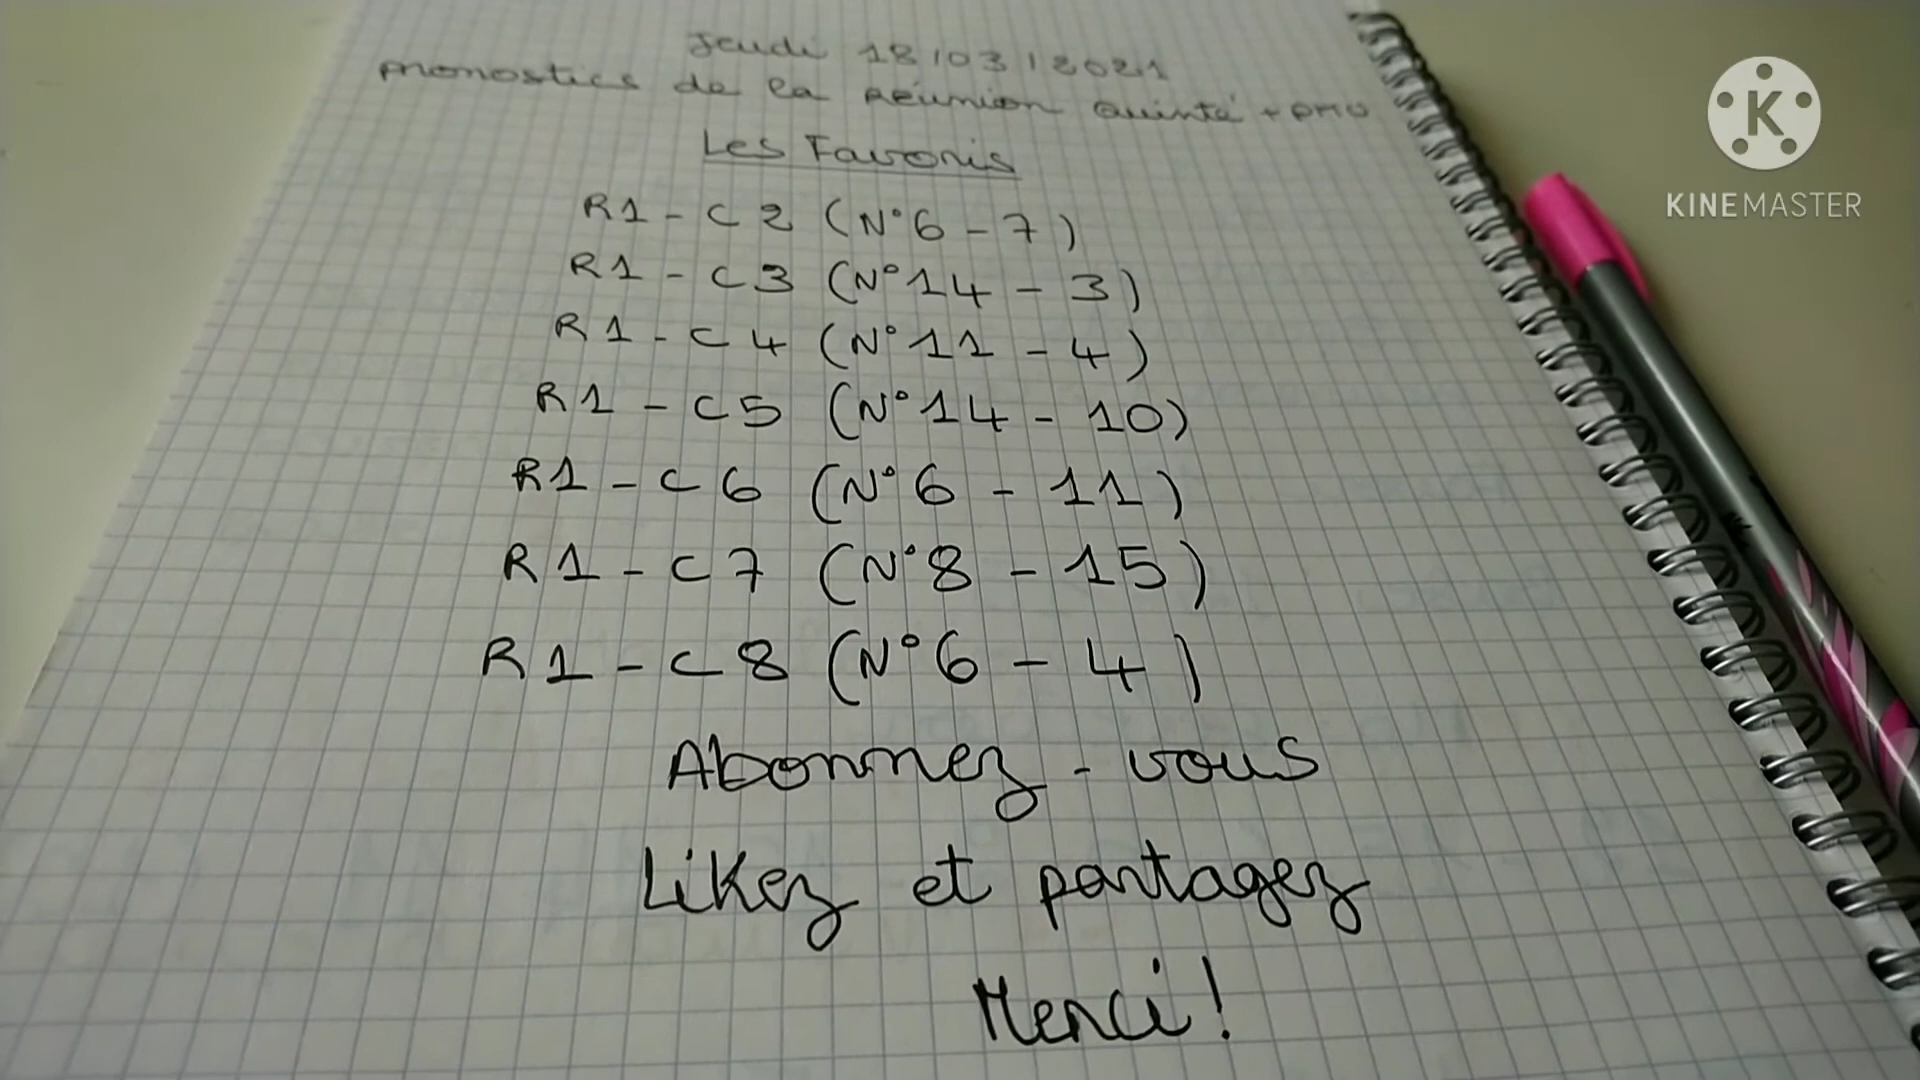 Jeudi 18/03/2021
pronostics de la Réunion Quinté + PMU
Les Favoris
R1 - C2 (N°6 - 7)
R1 - C3 (N°14 - 3)
R1 - C4 (N°11 - 4)
R1 - C5 (N°14 - 10)
R1 - C6 (N°6 - 11)
R1 - C7 (N°8 - 15)
R1 - C8 (N°6 - 4)
Abonnez-vous
Likez et partagez
Merci!
K
KINEMASTER